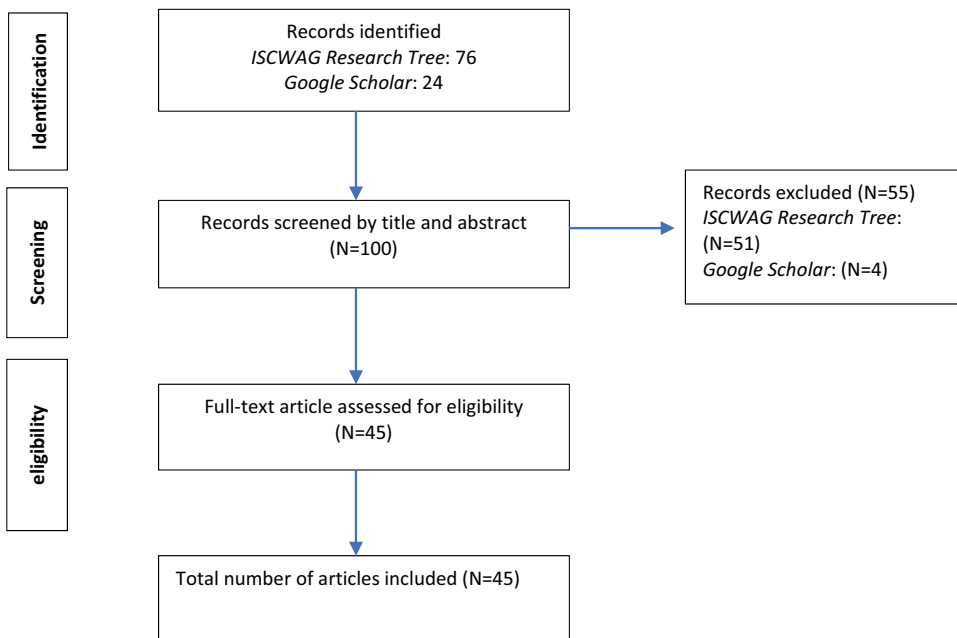 Identification
Records identified
ISCWAG Research Tree: 76
Google Scholar: 24
Screening
Records screened by title and abstract
(N=100)
Records excluded (N=55)
ISCWAG Research Tree:
(N=51)
Google Scholar: (N=4)
eligibility
Full-text article assessed for eligibility
(N=45)
Total number of articles included (N=45)